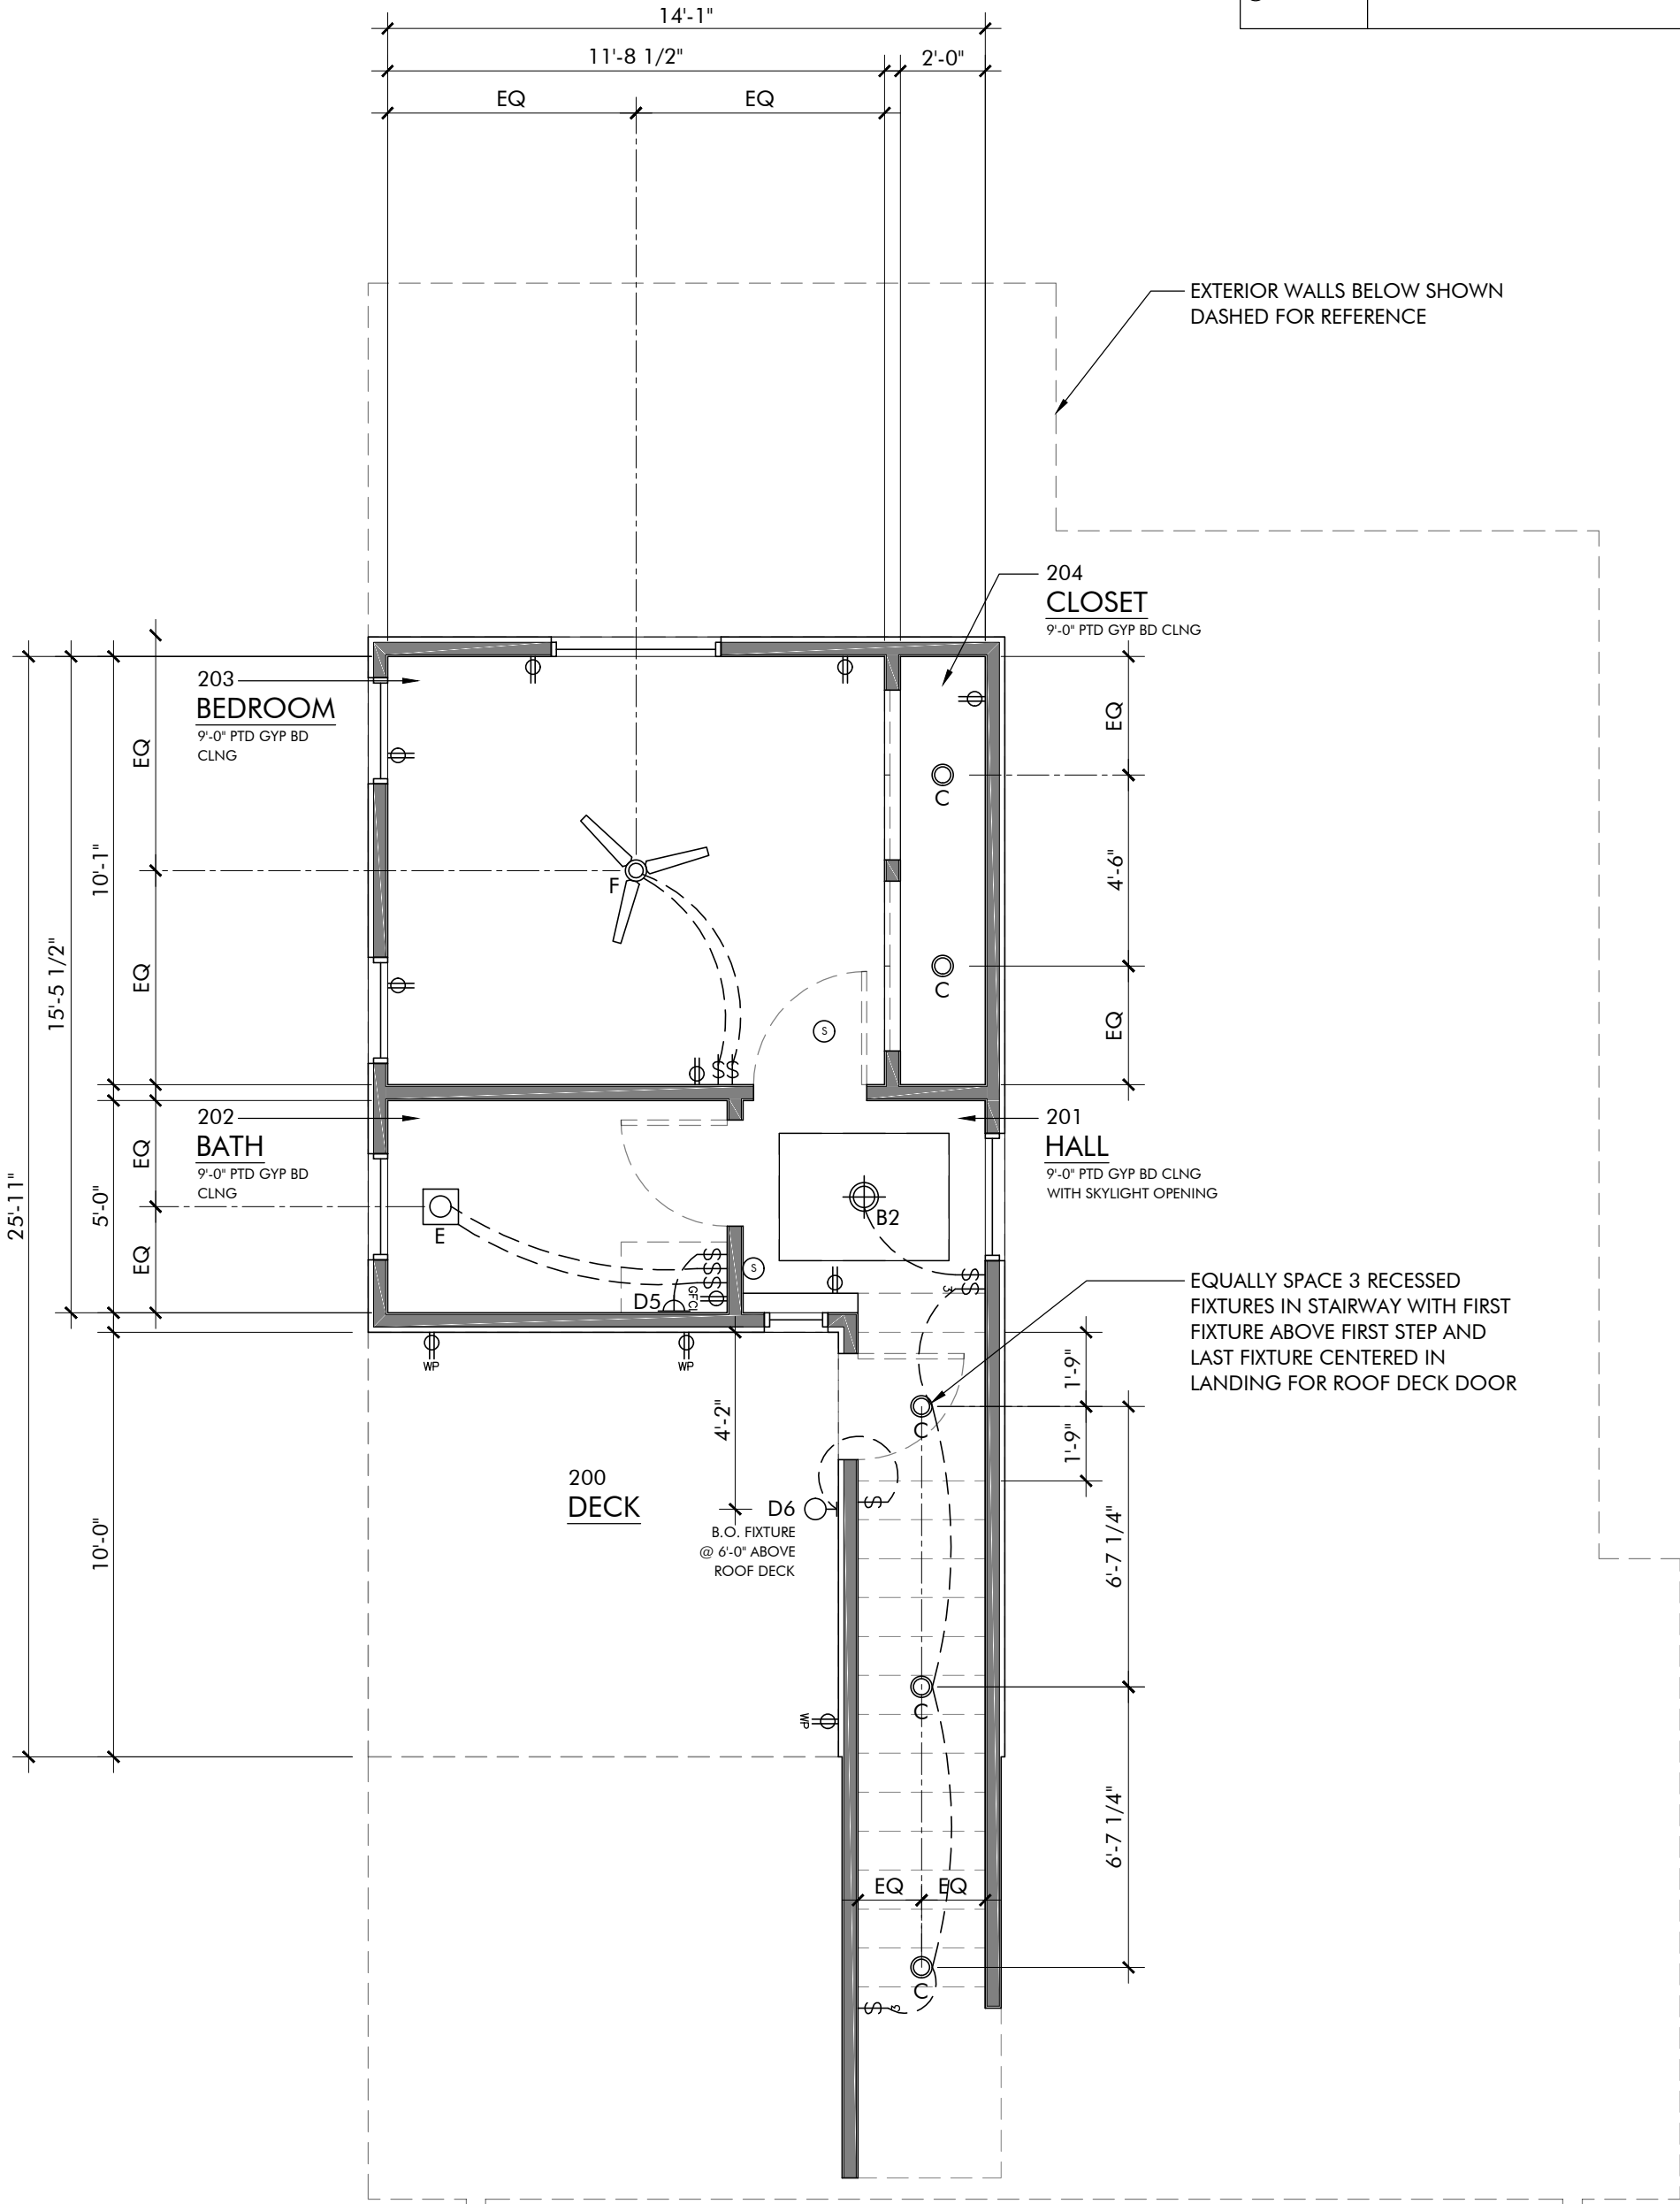 14'-1"
11'-8 1/2"
2'-0"
EQ
EQ
EXTERIOR WALLS BELOW SHOWN
DASHED FOR REFERENCE
204
CLOSET
9'-0" PTD GYP BD CLNG
203
BEDROOM
9'-0" PTD GYP BD
CLNG
EQ
EQ
C
10'-1"
4'-6"
F
15'-5 1/2"
EQ
C
EQ
S
SS
202
BATH
9'-0" PTD GYP BD
CLNG
201
HALL
9'-0" PTD GYP BD CLNG
WITH SKYLIGHT OPENING
EQ
5'-0"
25'-11"
E
B2
EQ
SSS
S
SS
3
GFCI
D5
EQUALLY SPACE 3 RECESSED
FIXTURES IN STAIRWAY WITH FIRST
FIXTURE ABOVE FIRST STEP AND
LAST FIXTURE CENTERED IN
LANDING FOR ROOF DECK DOOR
WP
WP
1'-9"
4'-2"
C
1'-9"
200
DECK
S
D6
B.O. FIXTURE
@ 6'-0" ABOVE
ROOF DECK
10'-0"
6'-7 1/4"
C
WP
6'-7 1/4"
EQ
EQ
C
S
3